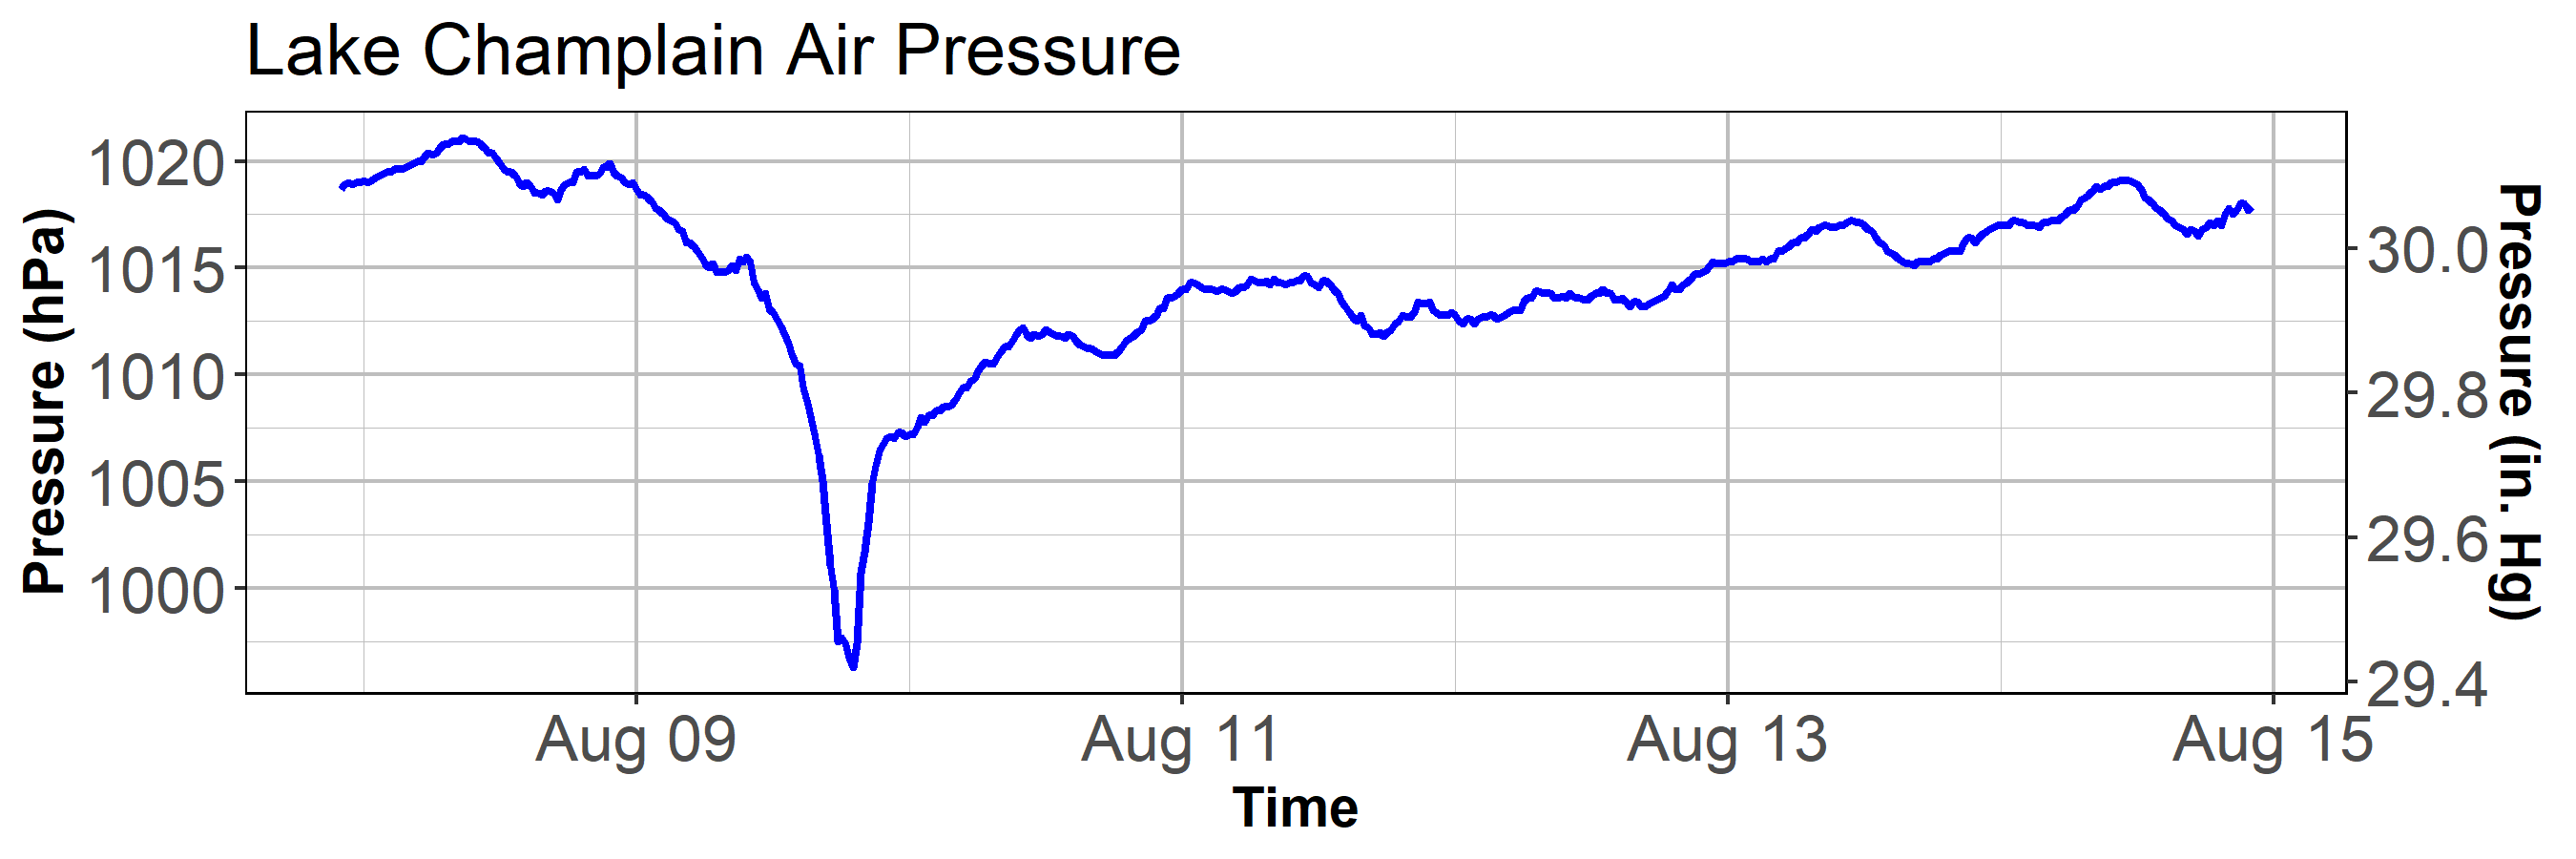 Lake Champlain Air Pressure
Pressure (hPa)
1020
1015
1010
1005
1000
30.0
29.8
29.6
29.4
Pressure (in. Hg)
Aug 09 Aug 11 Aug 13 Aug 15
Time